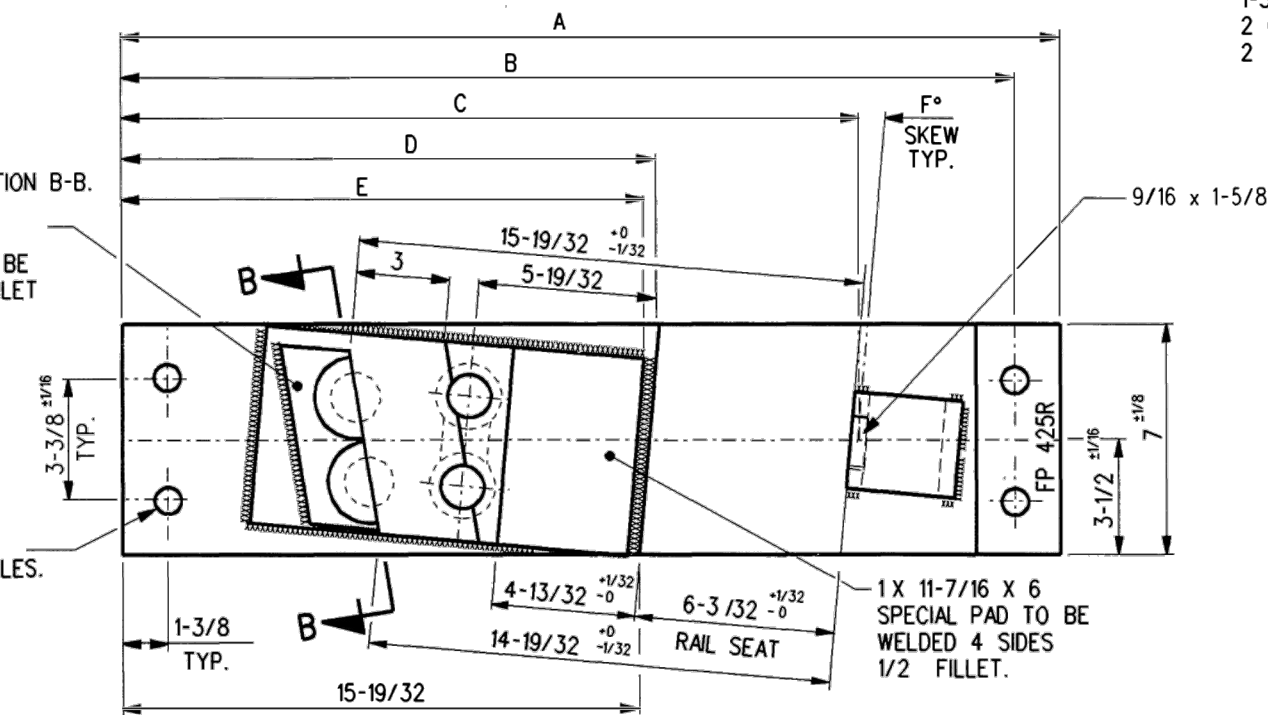 A
1-3
2
2
B
C
F°
SKEW
TYP.
D
TION B-B.
E
9/16 x 1-5/8
15-19/32 +0 -1/32
BE
LET
B
3
5-19/32
3-3/8 ±1/16
TYP.
FP 425R
7 ±1/8
3-1/2 ±1/16
LES.
4-13/32 +1/32 -0
6-3/32 +1/32 -0
RAIL SEAT
1 X 11-7/16 X 6
SPECIAL PAD TO BE
WELDED 4 SIDES
1/2 FILLET.
B
1-3/8
TYP.
14-19/32 +0 -1/32
15-19/32